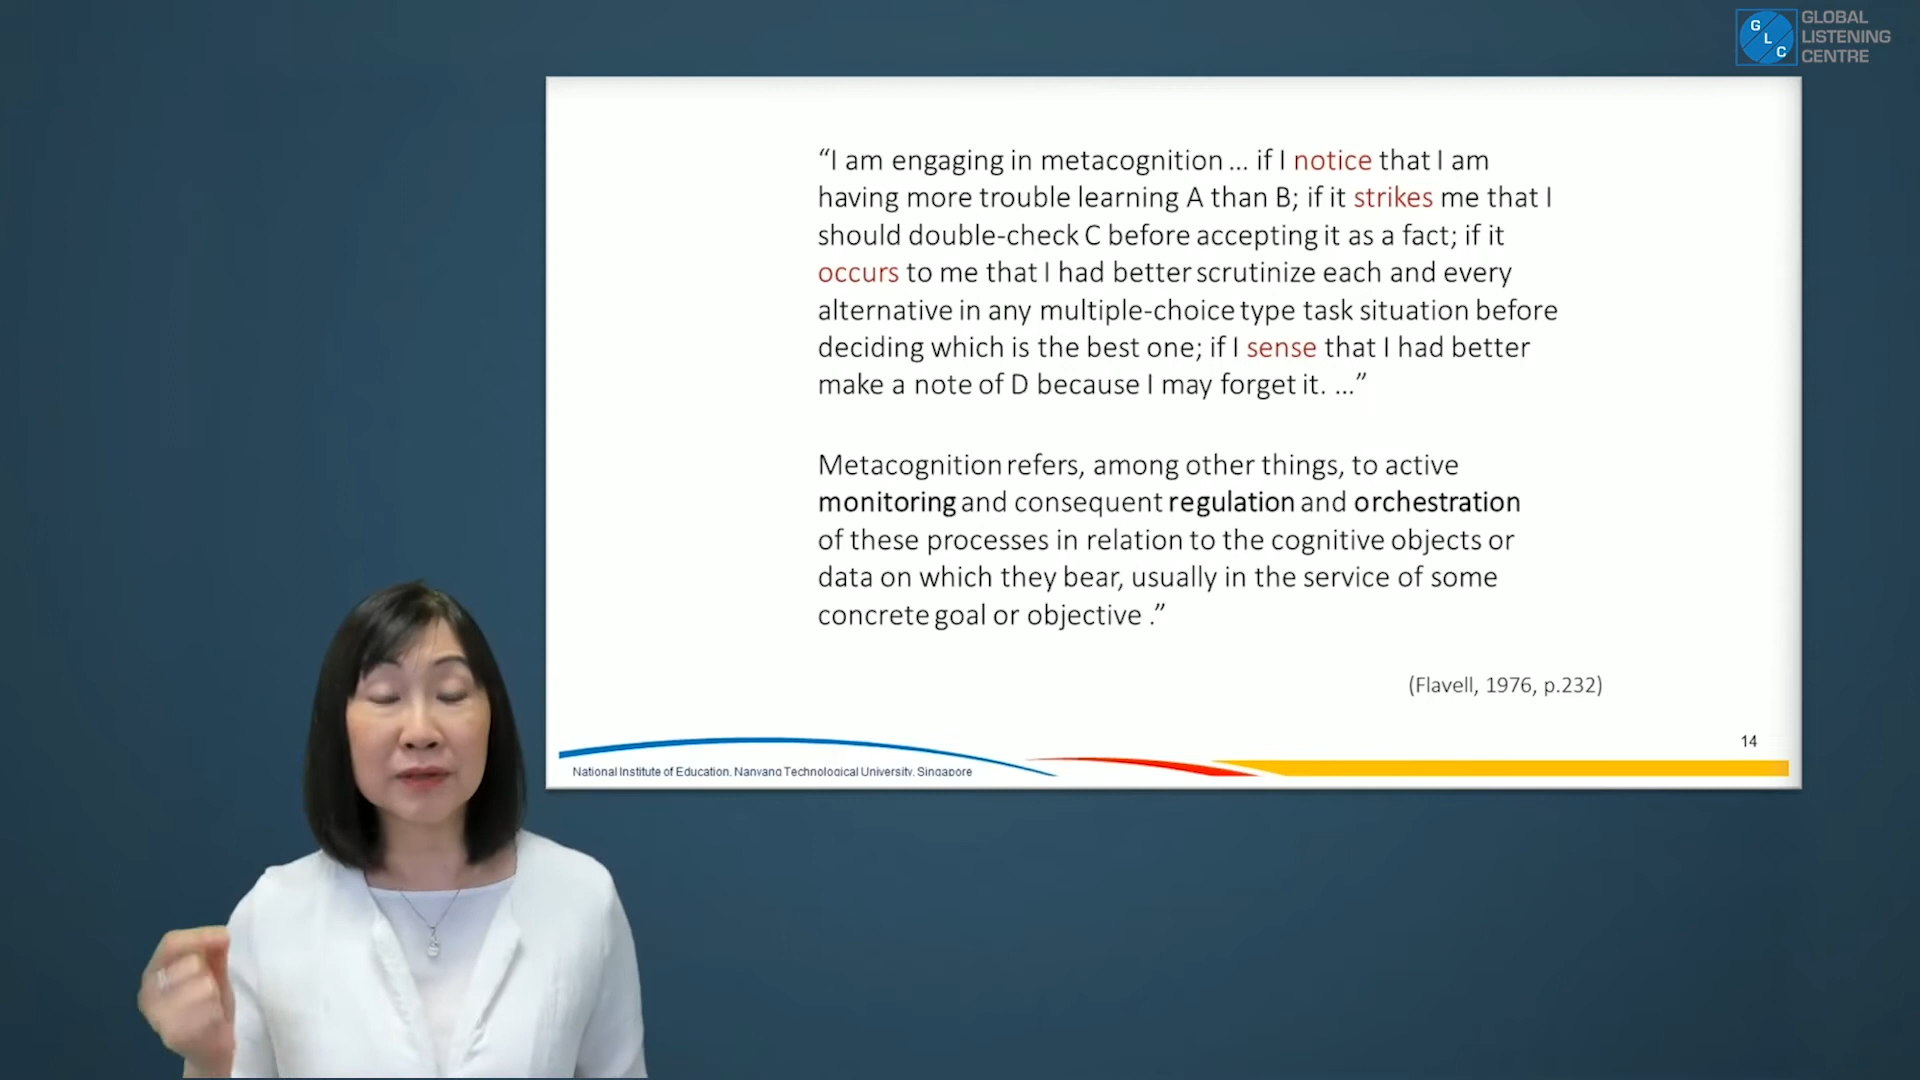 GLOBAL
LISTENING
CENTRE
G
L
C
“I am engaging in metacognition ... if I notice that I am
having more trouble learning A than B; if it strikes me that I
should double-check C before accepting it as a fact; if it
occurs to me that I had better scrutinize each and every
alternative in any multiple-choice type task situation before
deciding which is the best one; if I sense that I had better
make a note of D because I may forget it. ...”
Metacognition refers, among other things, to active
monitoring and consequent regulation and orchestration
of these processes in relation to the cognitive objects or
data on which they bear, usually in the service of some
concrete goal or objective .”
(Flavell, 1976, p.232)
14
National Institute of Education, Nanyang Technological University, Singapore